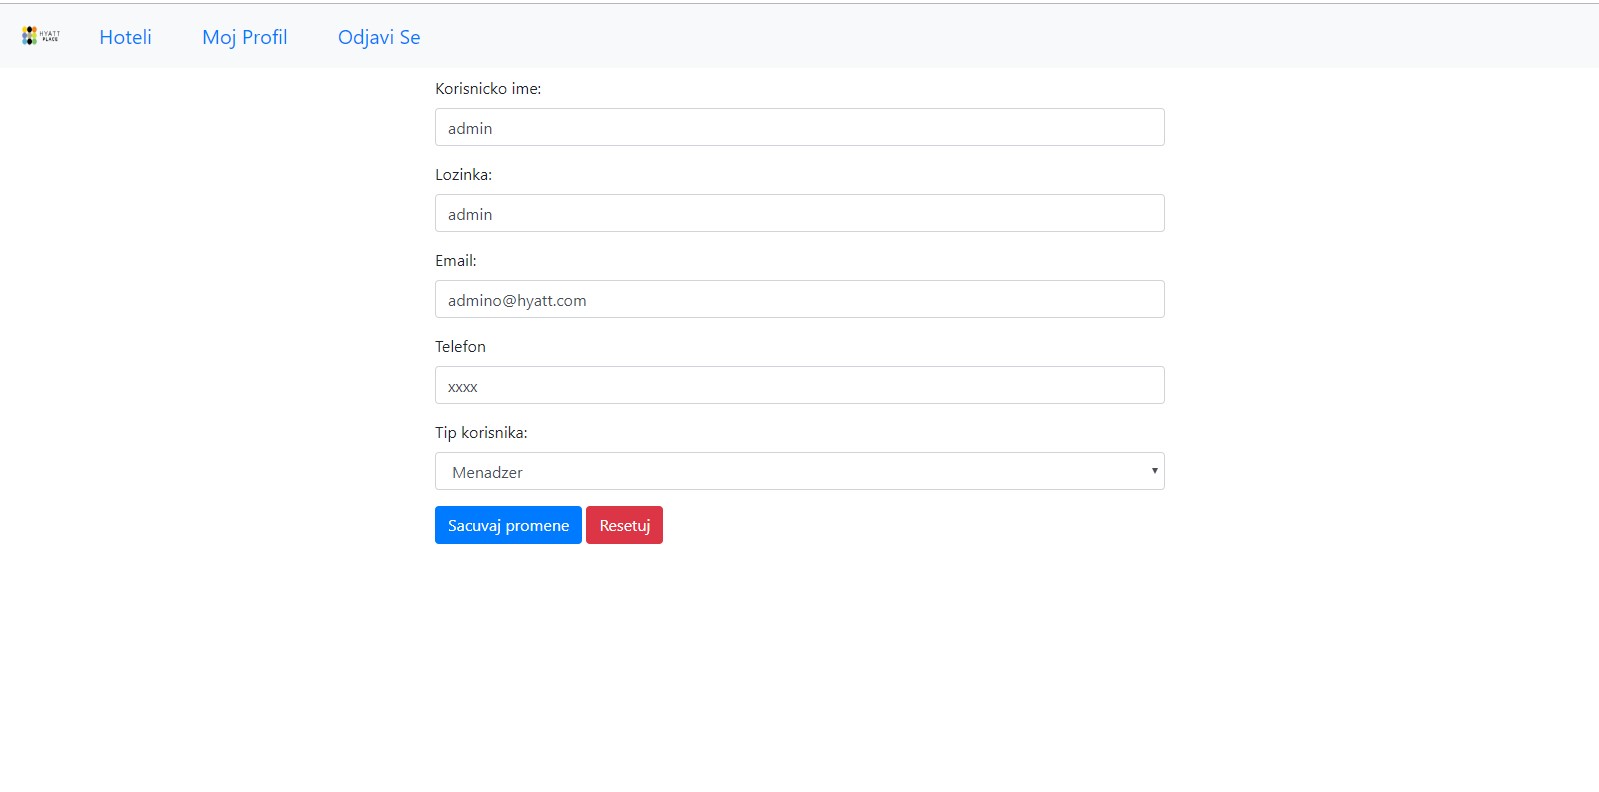 HYATT
PLACE
Hoteli
Moj Profil
Odjavi Se
Korisnicko ime:
admin
Lozinka:
admin
Email:
admino@hyatt.com
Telefon
xxxx
Tip korisnika:
Menadzer
Sacuvaj promene
Resetuj